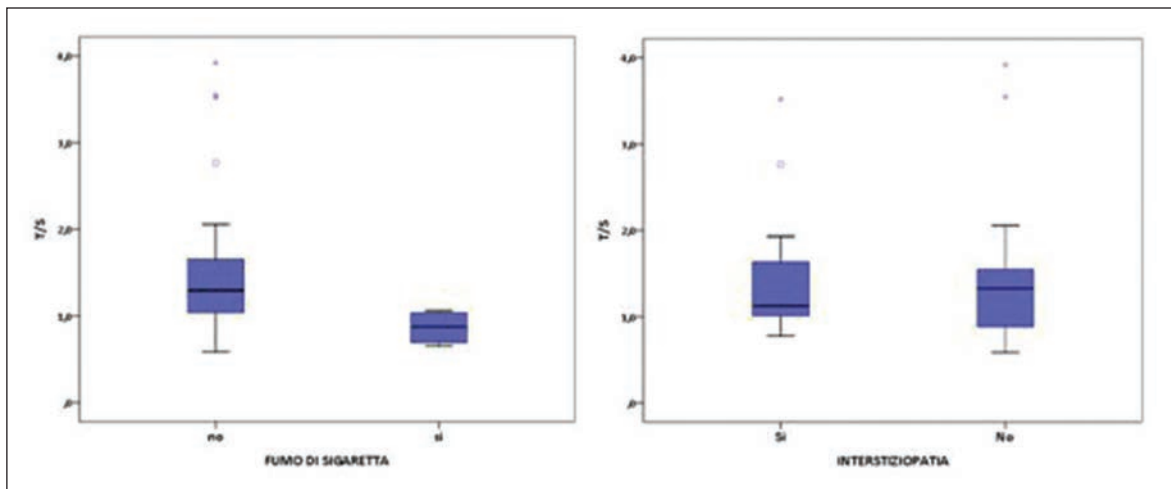 4,0
3,0
2,0
1,0
,0
T/S
no
si
FUMO DI SIGARETTA
4,0
3,0
2,0
1,0
,0
T/S
Si
No
INTERSTIZIOPATIA